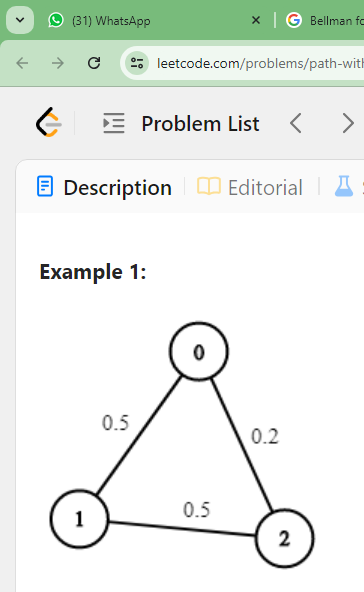 (31) WhatsApp
Bellman fo
leetcode.com/problems/path-with
Problem List
Description
Editorial
Example 1:
0
0.5
0.2
0.5
1
2